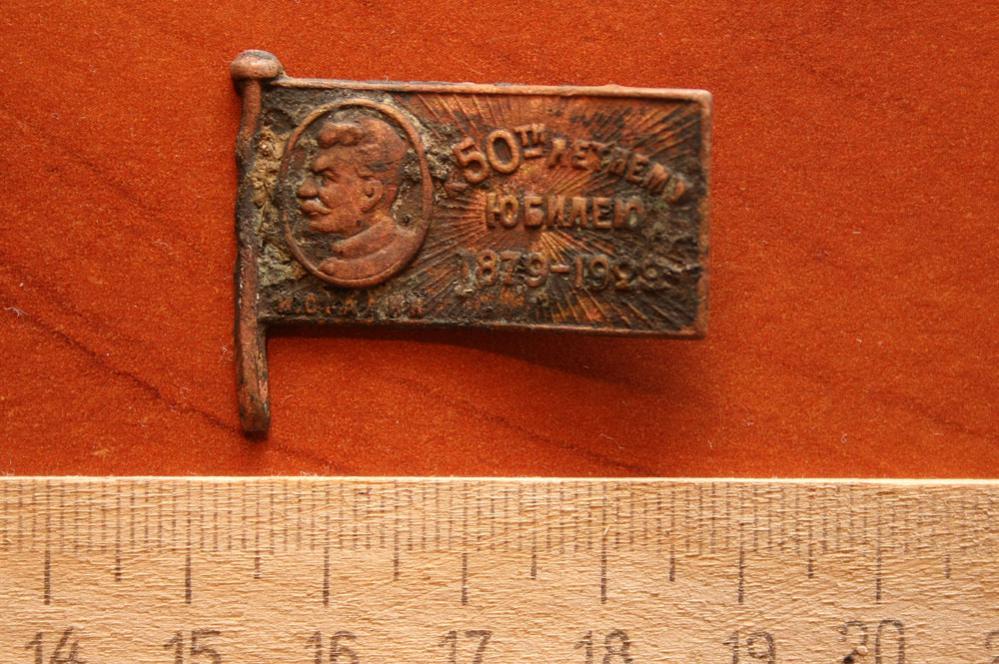 50ТИ ЛЕТНЕМУ
ЮБИЛЕЮ
1879-1929
И.СТАЛИН
14 15 16 17 18 19 20